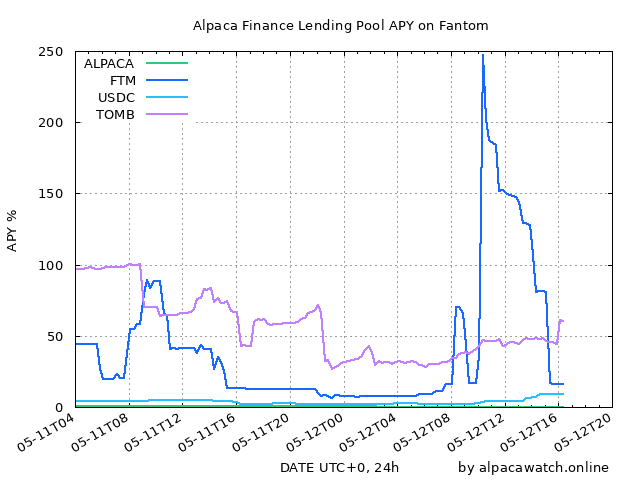 Alpaca Finance Lending Pool APY on Fantom
250
200
150
100
50
0
APY %
ALPACA
FTM
USDC
TOMB
05-11T04
05-11T08
05-11T12
05-11T16
05-11T20
05-12T00
05-12T04
05-12T08
05-12T12
05-12T16
05-12T20
DATE UTC+0, 24h
by alpacawatch.online